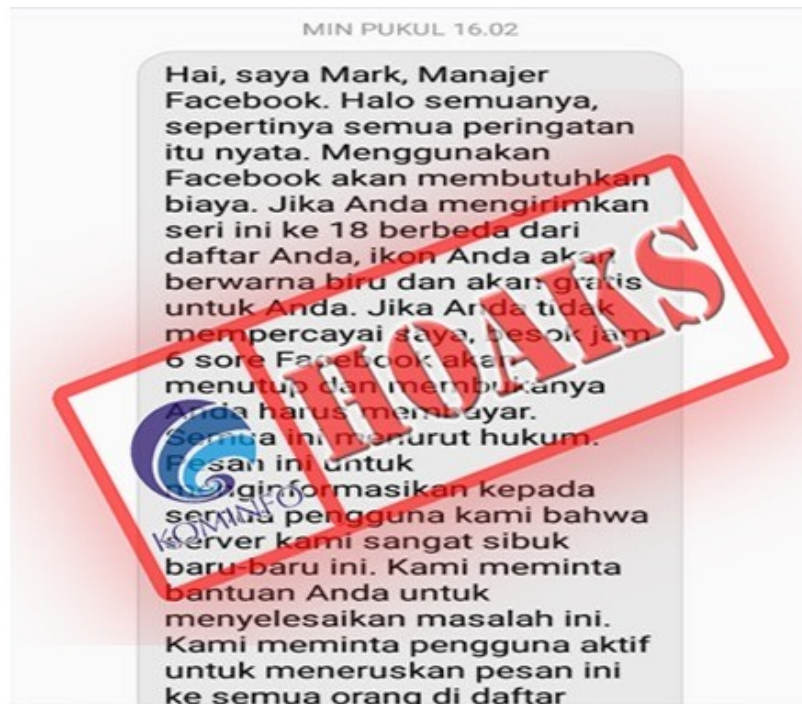 MIN PUKUL 16.02
Hai, saya Mark, Manajer
Facebook. Halo semuanya,
sepertinya semua peringatan
itu nyata. Menggunakan
Facebook akan membutuhkan
biaya. Jika Anda mengirimkan
seri ini ke 18 berbeda dari
daftar Anda, ikon Anda akan
berwarna biru dan akan gratis
untuk Anda. Jika Anda tidak
mempercayai saya, besok jam
6 sore Facebook akan
menutup dan membukanya
Anda harus membayar.
Semua ini menurut hukum.
Pesan ini untuk
menginformasikan kepada
semua pengguna kami bahwa
server kami sangat sibuk
baru-baru ini. Kami meminta
bantuan Anda untuk
menyelesaikan masalah ini.
Kami meminta pengguna aktif
untuk meneruskan pesan ini
ke semua orang di daftar
HOAKS
KOMINFO